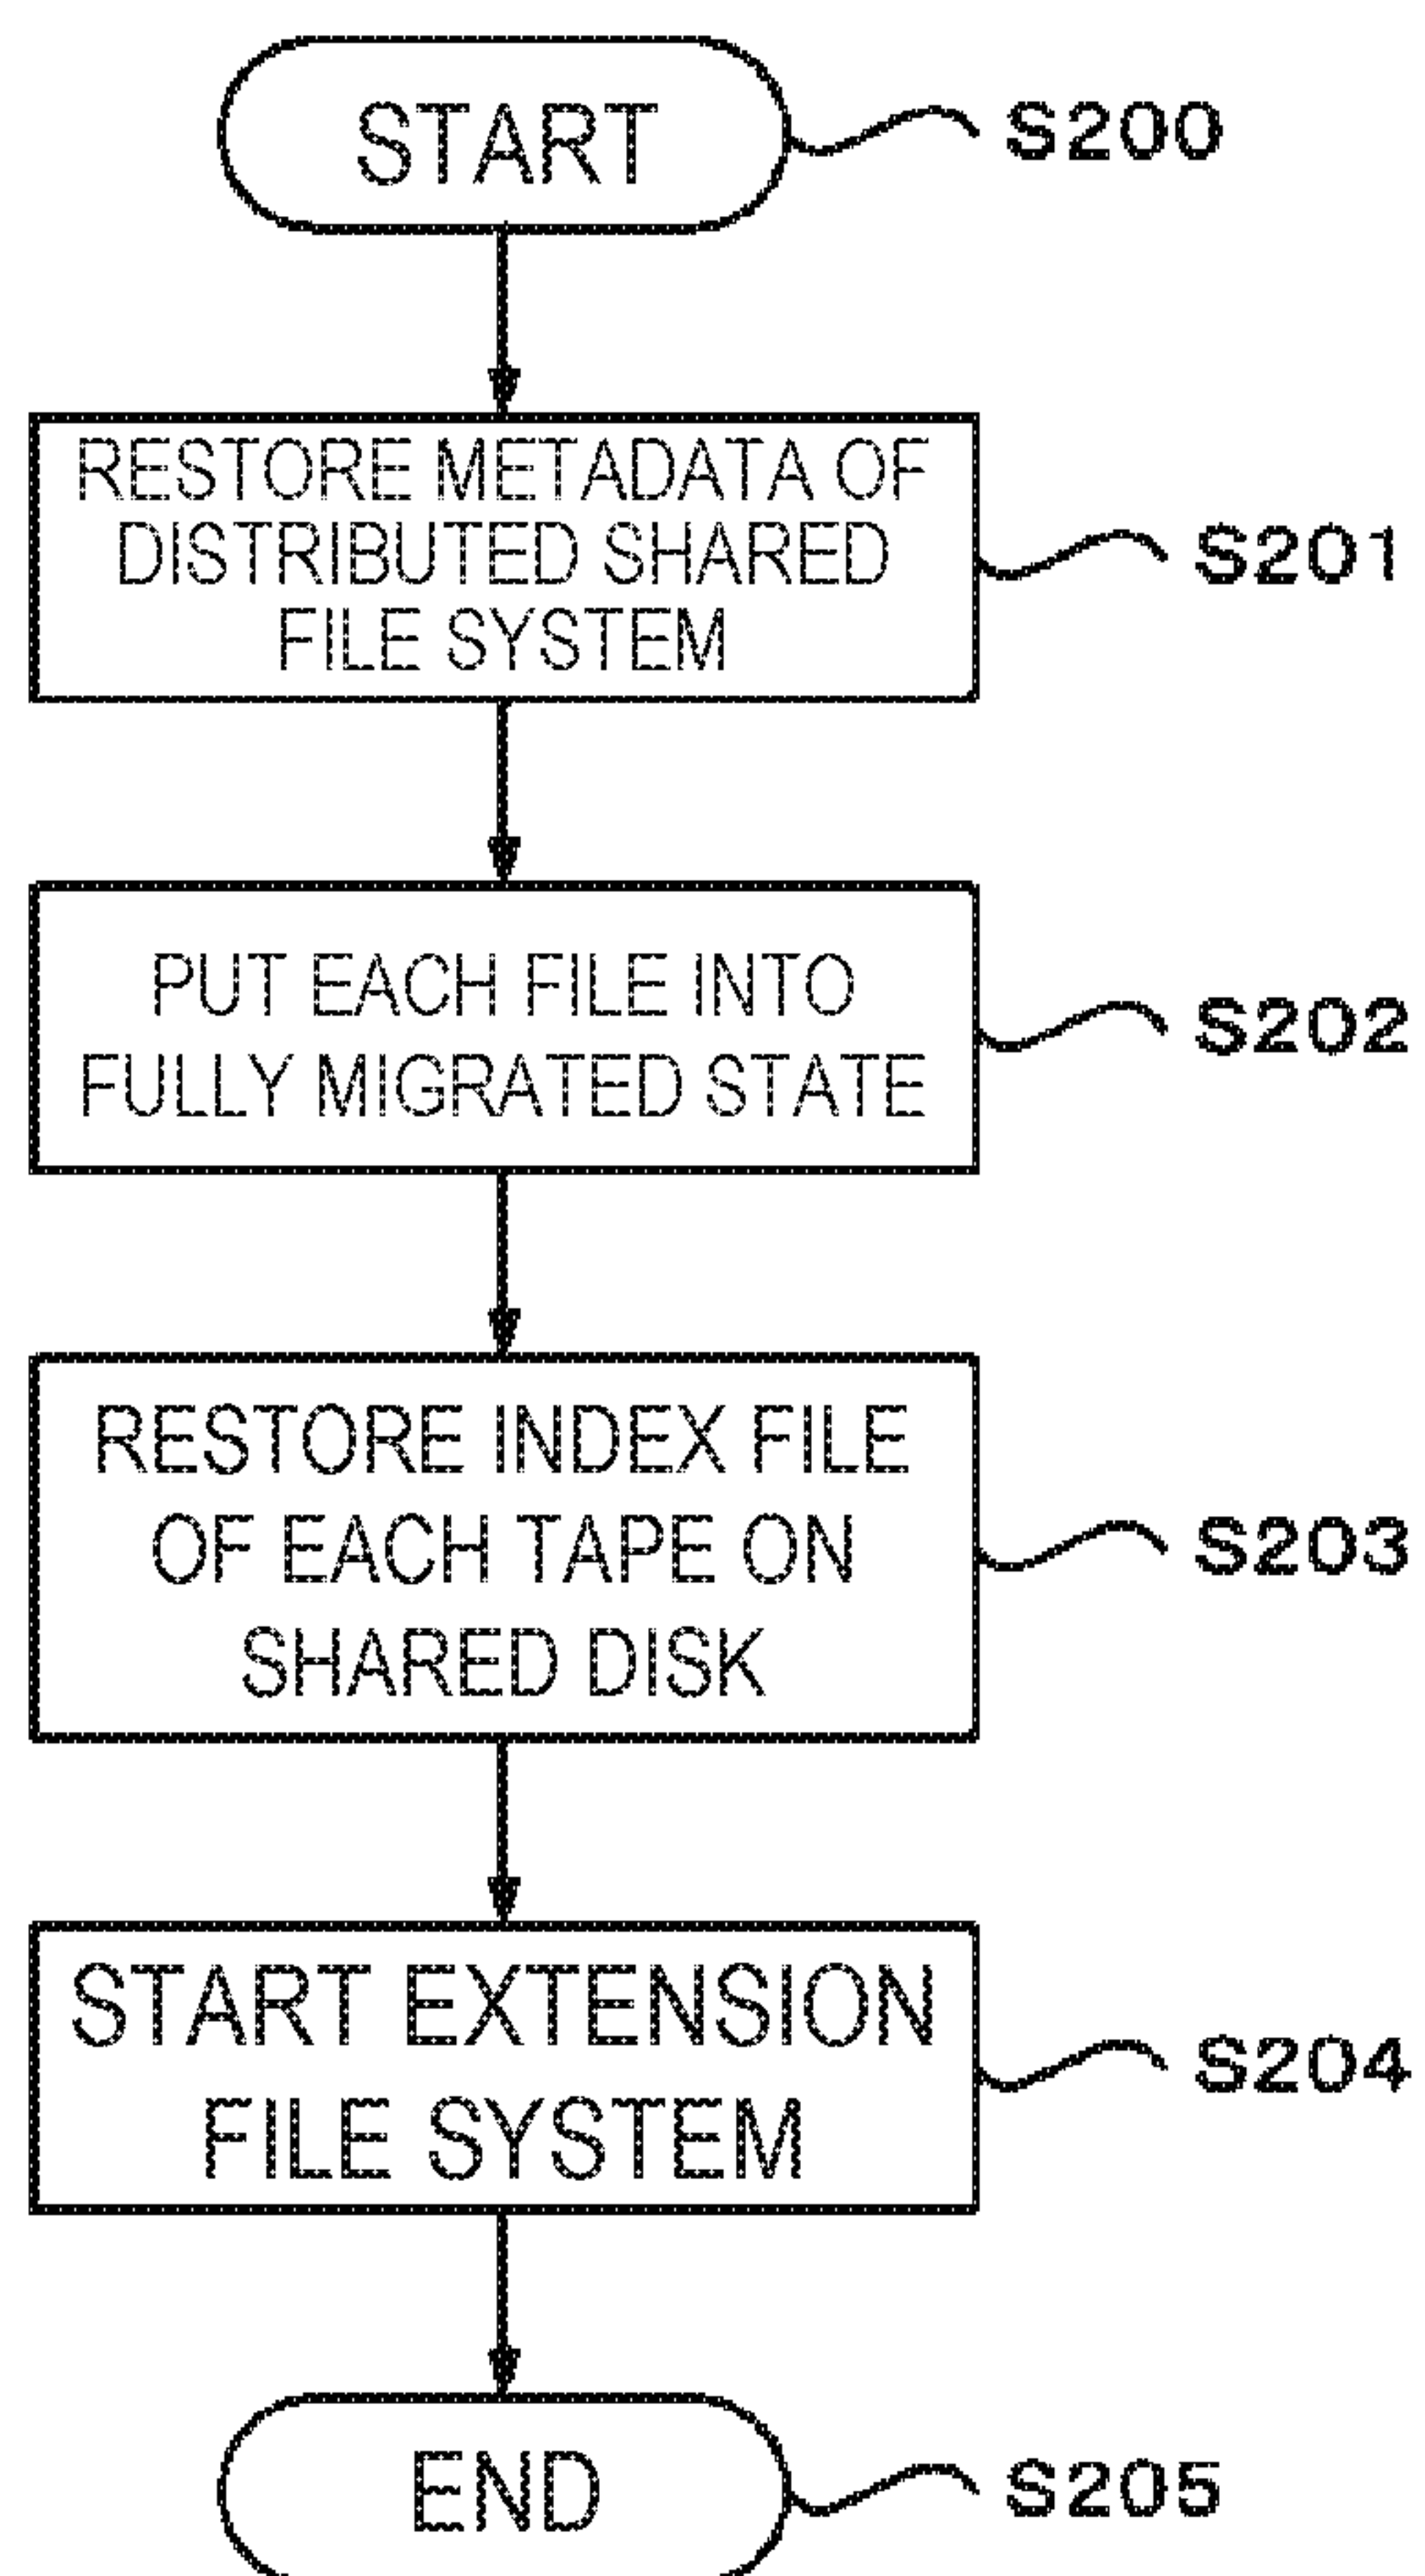 START
S200
RESTORE METADATA OF
DISTRIBUTED SHARED
FILE SYSTEM
S201
PUT EACH FILE INTO
FULLY MIGRATED STATE
S202
RESTORE INDEX FILE
OF EACH TAPE ON
SHARED DISK
S203
START EXTENSION
FILE SYSTEM
S204
END
S205